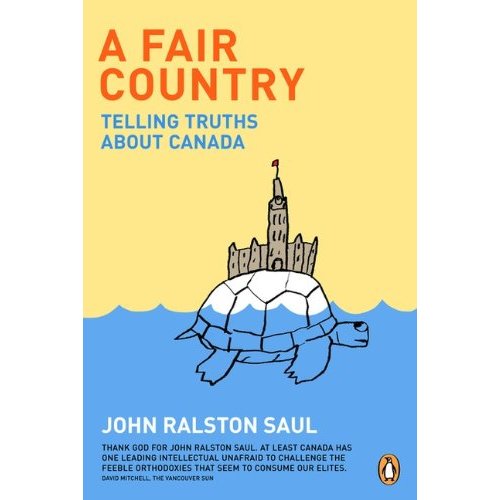 A FAIR
COUNTRY
TELLING TRUTHS
ABOUT CANADA
JOHN RALSTON SAUL
THANK GOD FOR JOHN RALSTON SAUL. AT LEAST CANADA HAS
ONE LEADING INTELLECTUAL UNAFRAID TO CHALLENGE THE
FEEBLE ORTHODOXIES THAT SEEM TO CONSUME OUR ELITES.
DAVID MITCHELL, THE VANCOUVER SUN